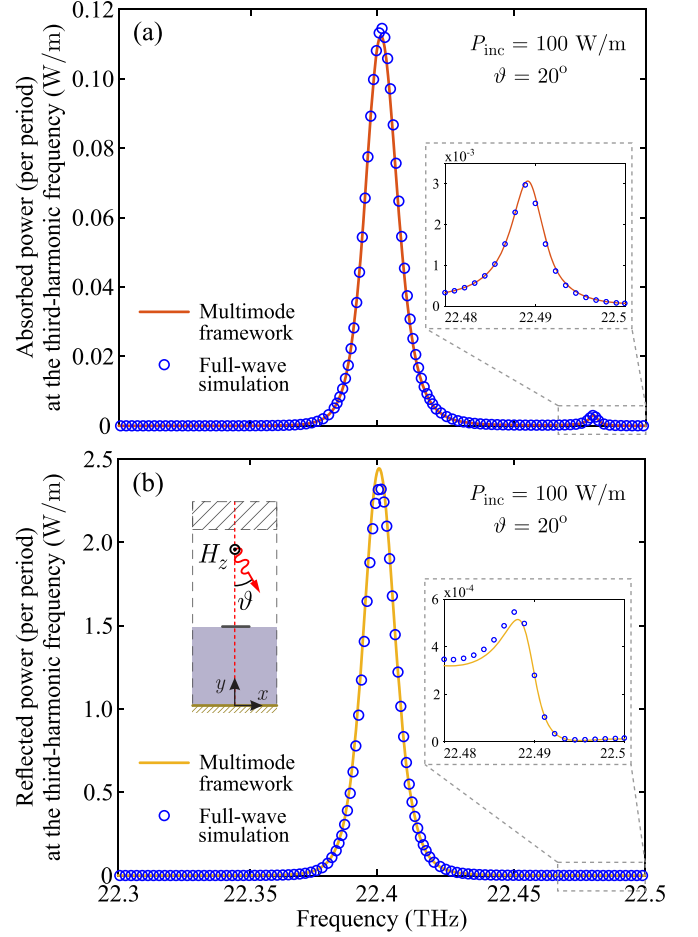 Absorbed power (per period)
at the third-harmonic frequency (W/m)
0.12
0.10
0.08
0.06
0.04
0.02
0
(a)
P_inc = 100 W/m
ϑ = 20°
x10⁻³
3
2
1
0
22.48 22.49 22.5
Multimode
framework
Full-wave
simulation
Reflected power (per period)
at the third-harmonic frequency (W/m)
2.5
2.0
1.5
1.0
0.5
0
(b)
P_inc = 100 W/m
ϑ = 20°
H_z
ϑ
y x
x10⁻⁴
6
4
2
0
22.48 22.49 22.5
Multimode
framework
Full-wave
simulation
22.3 22.35 22.4 22.45 22.5
Frequency (THz)